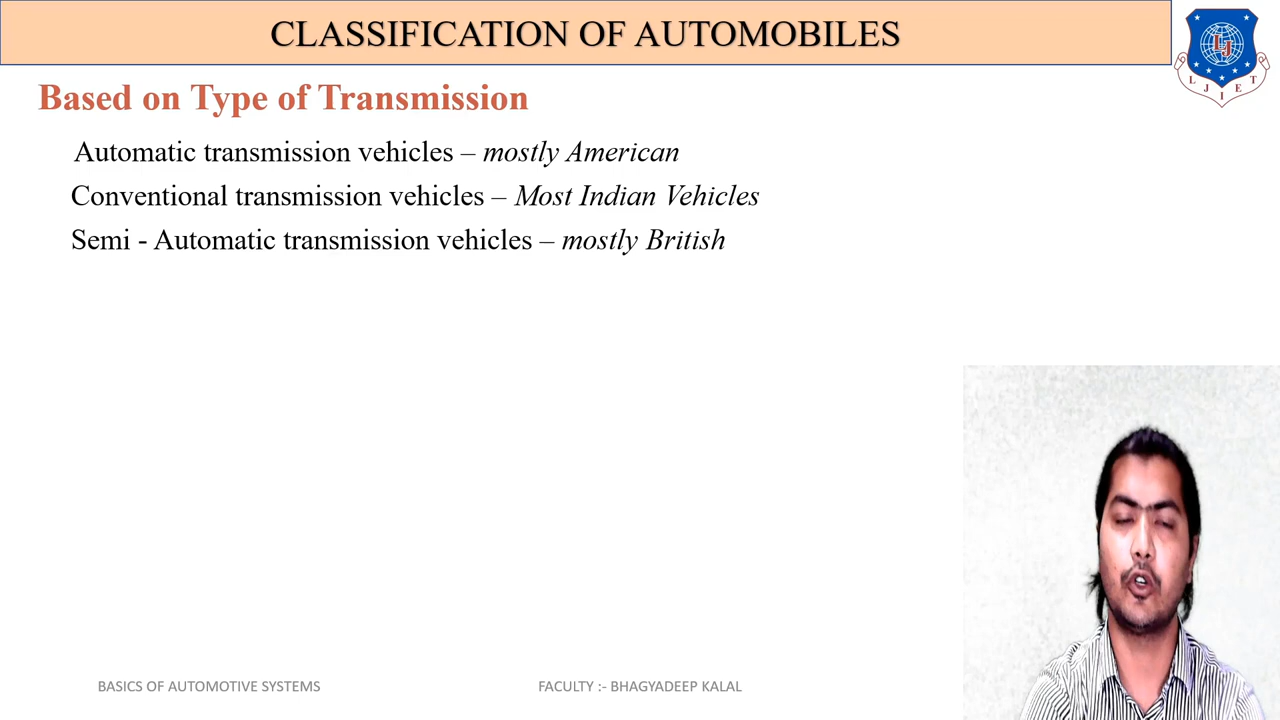 CLASSIFICATION OF AUTOMOBILES
LJ
L J I E T
Based on Type of Transmission
Automatic transmission vehicles – mostly American
Conventional transmission vehicles – Most Indian Vehicles
Semi - Automatic transmission vehicles – mostly British
BASICS OF AUTOMOTIVE SYSTEMS
FACULTY :- BHAGYADEEP KALAL